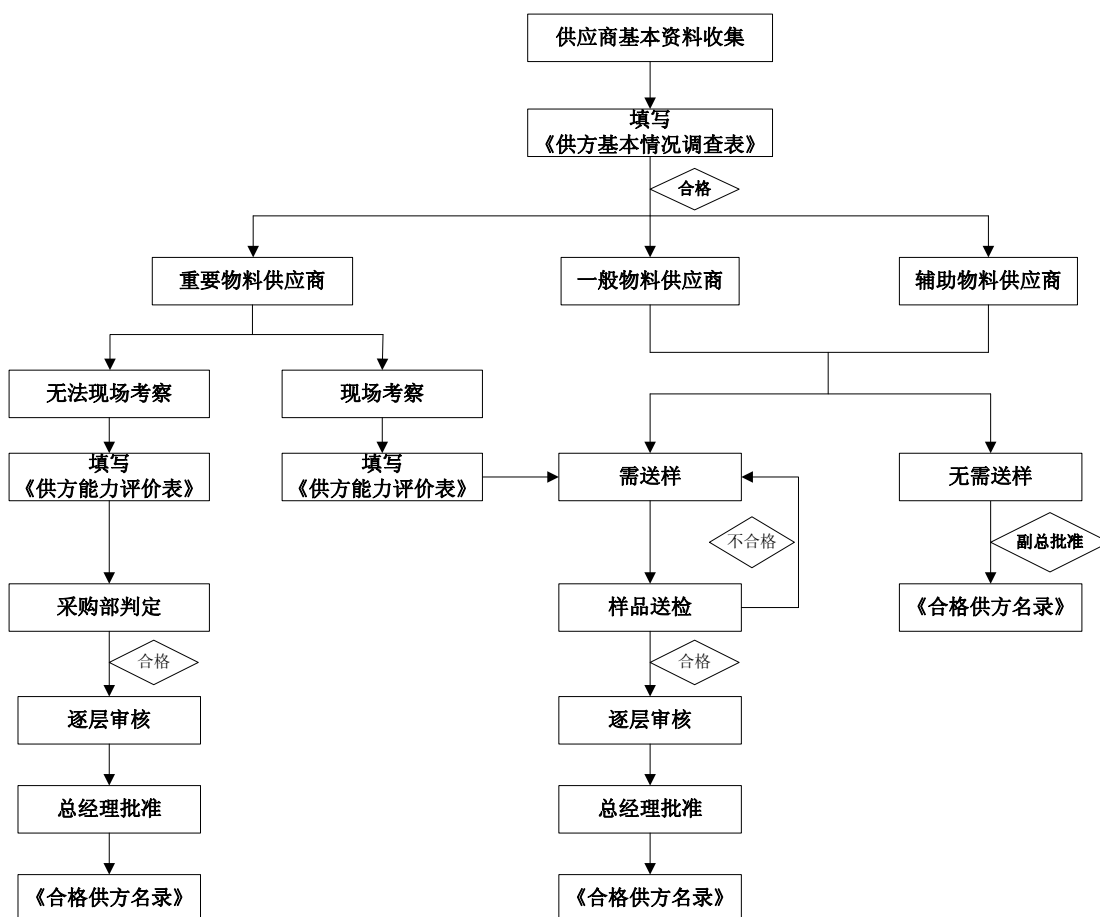 供应商基本资料收集
填写
《供方基本情况调查表》
合格
重要物料供应商
一般物料供应商
辅助物料供应商
无法现场考察
现场考察
填写
《供方能力评价表》
填写
《供方能力评价表》
需送样
无需送样
不合格
副总批准
采购部判定
样品送检
《合格供方名录》
合格
合格
逐层审核
逐层审核
总经理批准
总经理批准
《合格供方名录》
《合格供方名录》